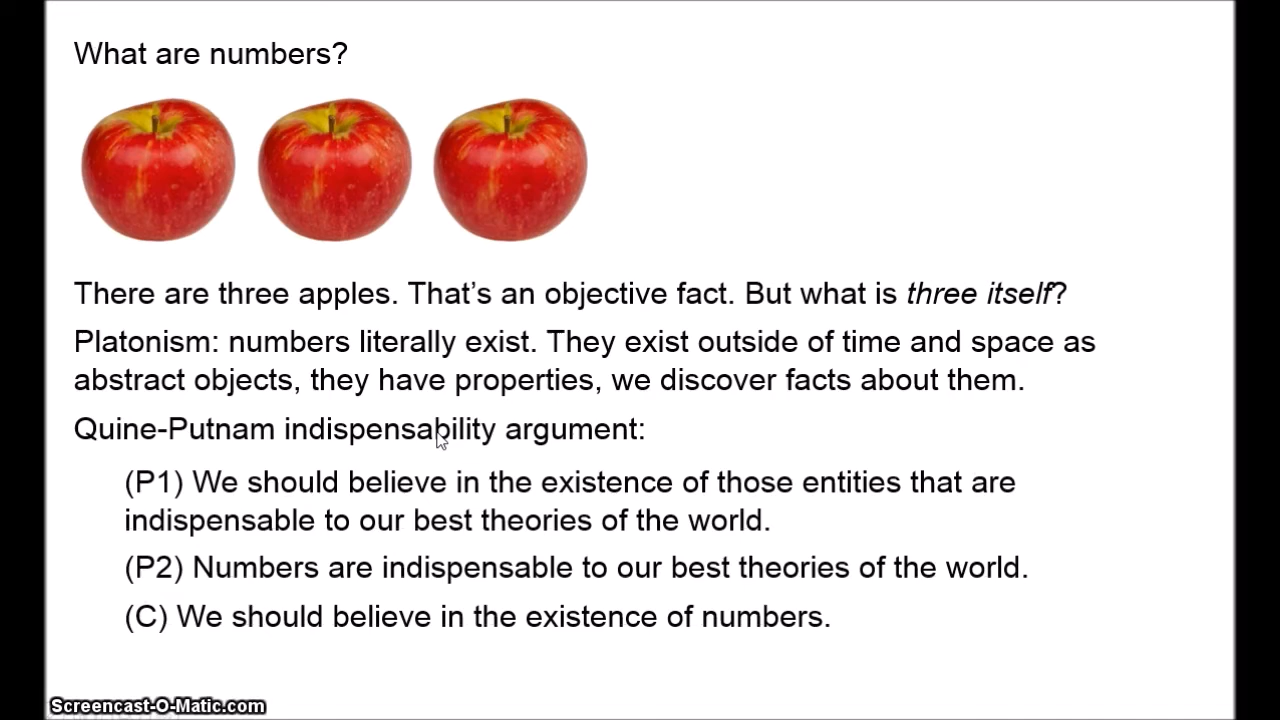 What are numbers?
There are three apples. That's an objective fact. But what is three itself?
Platonism: numbers literally exist. They exist outside of time and space as
abstract objects, they have properties, we discover facts about them.
Quine-Putnam indispensability argument:
(P1) We should believe in the existence of those entities that are
indispensable to our best theories of the world.
(P2) Numbers are indispensable to our best theories of the world.
(C) We should believe in the existence of numbers.
Screencast-O-Matic.com